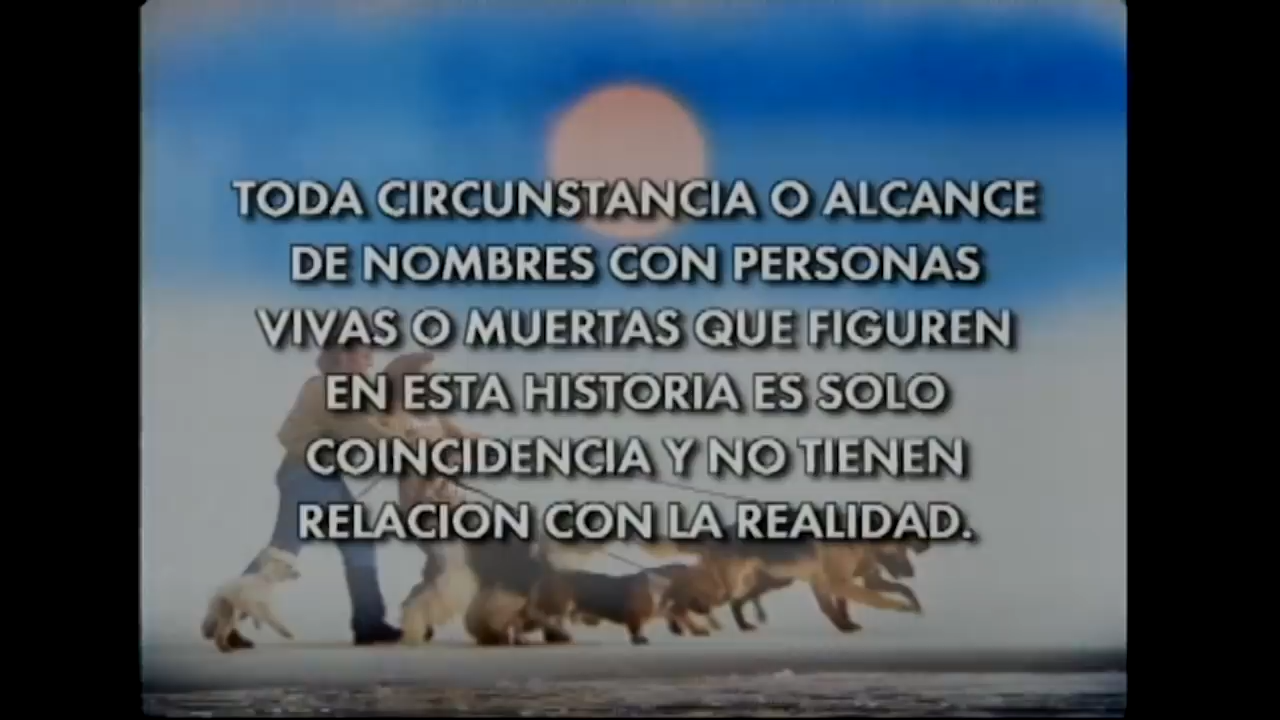 TODA CIRCUNSTANCIA O ALCANCE
DE NOMBRES CON PERSONAS
VIVAS O MUERTAS QUE FIGUREN
EN ESTA HISTORIA ES SOLO
COINCIDENCIA Y NO TIENEN
RELACION CON LA REALIDAD.